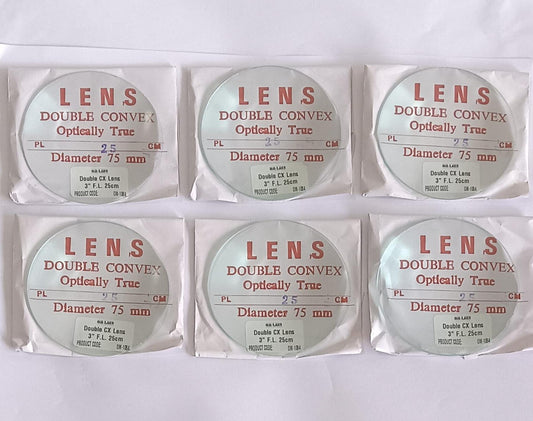 LENS
DOUBLE CONVEX
Optically True
PL 25 CM
Diameter 75 mm
Double CX Lens
3" F.L. 25cm
PRODUCT CODE:
LENS
DOUBLE CONVEX
Optically True
PL 25 CM
Diameter 75 mm
Double CX Lens
3" F.L. 25cm
PRODUCT CODE:
LENS
DOUBLE CONVEX
Optically True
PL 25 CM
Diameter 75 mm
Double CX Lens
3" F.L. 25cm
PRODUCT CODE:
LENS
DOUBLE CONVEX
Optically True
PL 25 CM
Diameter 75 mm
Double CX Lens
3" F.L. 25cm
PRODUCT CODE:
LENS
DOUBLE CONVEX
Optically True
PL 25 CM
Diameter 75 mm
Double CX Lens
3" F.L. 25cm
PRODUCT CODE:
LENS
DOUBLE CONVEX
Optically True
PL 25 CM
Diameter 75 mm
Double CX Lens
3" F.L. 25cm
PRODUCT CODE: